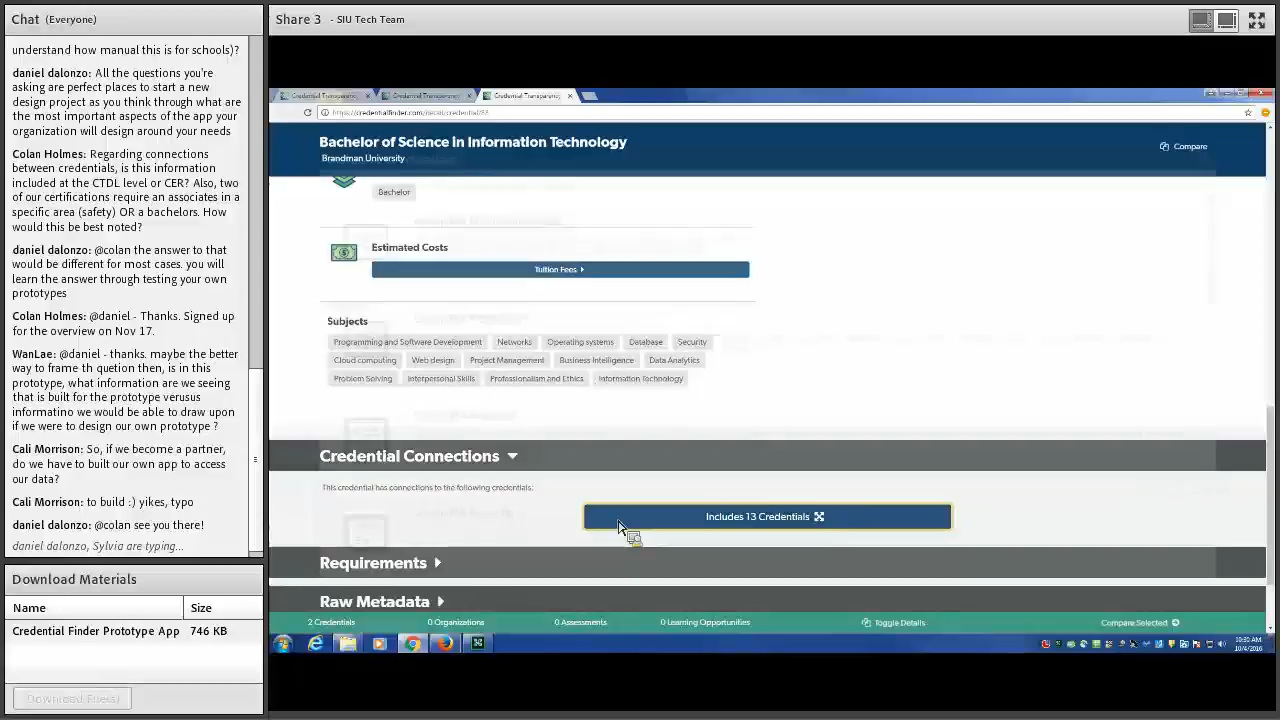 Chat (Everyone)
understand how manual this is for schools)?
daniel dalonzo: All the questions you're
asking are perfect places to start a new
design project as you think through what are
the most important aspects of the app your
organization will design around your needs
Colan Holmes: Regarding connections
between credentials, is this information
included at the CTDL level or CER? Also, two
of our certifications require an associates in a
specific area (safety) OR a bachelors. How
would this be best noted?
daniel dalonzo: @colan the answer to that
would be different for most cases. you will
learn the answer through testing your own
prototypes
Colan Holmes: @daniel - Thanks. Signed up
for the overview on Nov 17.
WanLae: @daniel - thanks. maybe the better
way to frame th quetion then, is in this
prototype, what information are we seeing
that is built for the prototype verusus
informatino we would be able to draw upon
if we were to design our own prototype ?
Cali Morrison: So, if we become a partner,
do we have to built our own app to access
our data?
Cali Morrison: to build :) yikes, typo
daniel dalonzo: @colan see you there!
daniel dalonzo, Sylvia are typing...
Download Materials
Name Size
Credential Finder Prototype App 746 KB
Download File(s)
Share 3 - SIU Tech Team
Credential Transparency Credential Transparency Credential Transparency
Bachelor of Science in Information Technology
Brandman University
Compare
Bachelor
Estimated Costs
Tuition Fees
Subjects
Programming and Software Development Networks Operating systems Database Security
Cloud computing Web design Project Management Business Intelligence Data Analytics
Problem Solving Interpersonal Skills Professionalism and Ethics Information Technology
Credential Connections
This credential has connections to the following credentials:
Includes 13 Credentials
Requirements
Raw Metadata
2 Credentials 0 Organizations 0 Assessments 0 Learning Opportunities Toggle Details Compare Selected
10:30 AM
10/4/2016